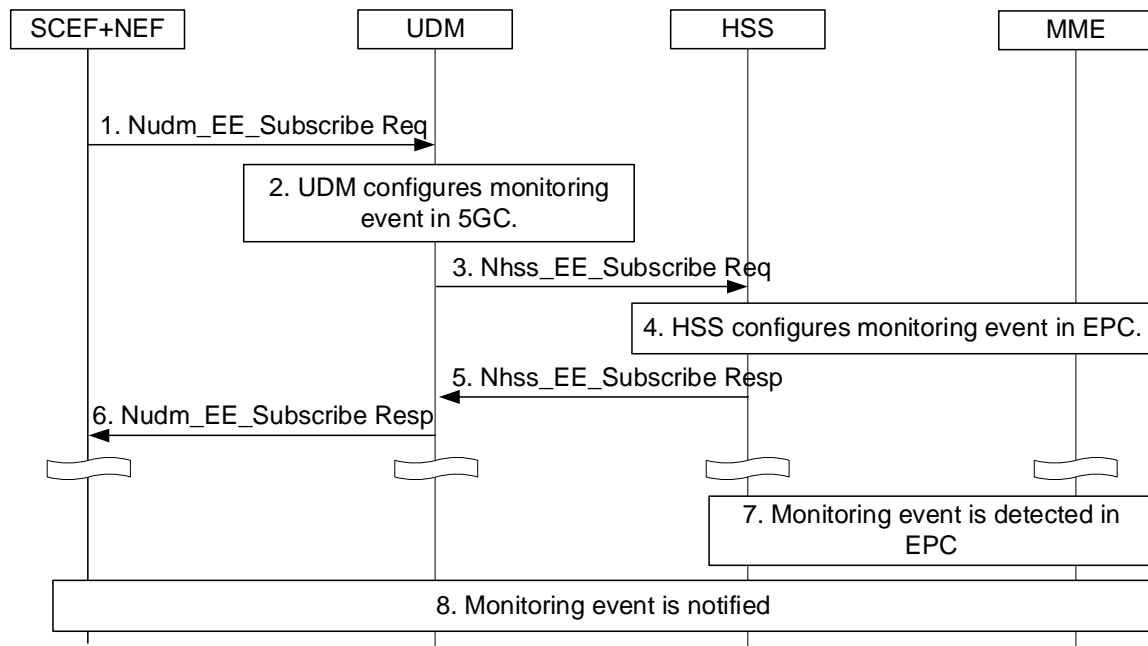 SCEF+NEF
UDM
HSS
MME
1. Nudm_EE_Subscribe Req
2. UDM configures monitoring
event in 5GC.
3. Nhss_EE_Subscribe Req
4. HSS configures monitoring event in EPC.
5. Nhss_EE_Subscribe Resp
6. Nudm_EE_Subscribe Resp
7. Monitoring event is detected in
EPC
8. Monitoring event is notified